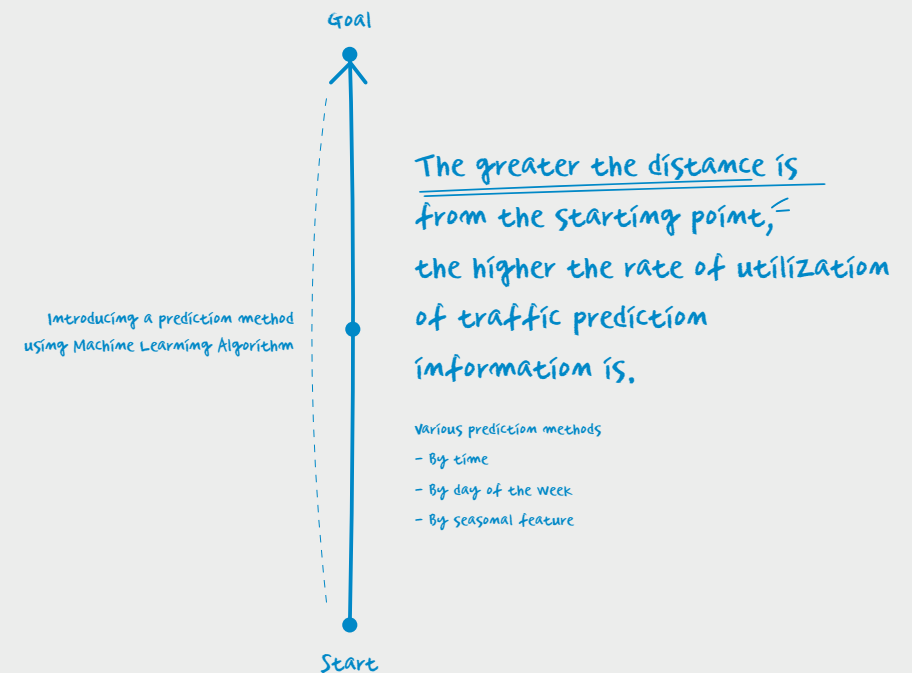 Goal
The greater the distance is
from the starting point,
the higher the rate of utilization
of traffic prediction
information is.
Introducing a prediction method
using Machine Learning Algorithm
Various prediction methods
- By time
- By day of the week
- By seasonal feature
Start